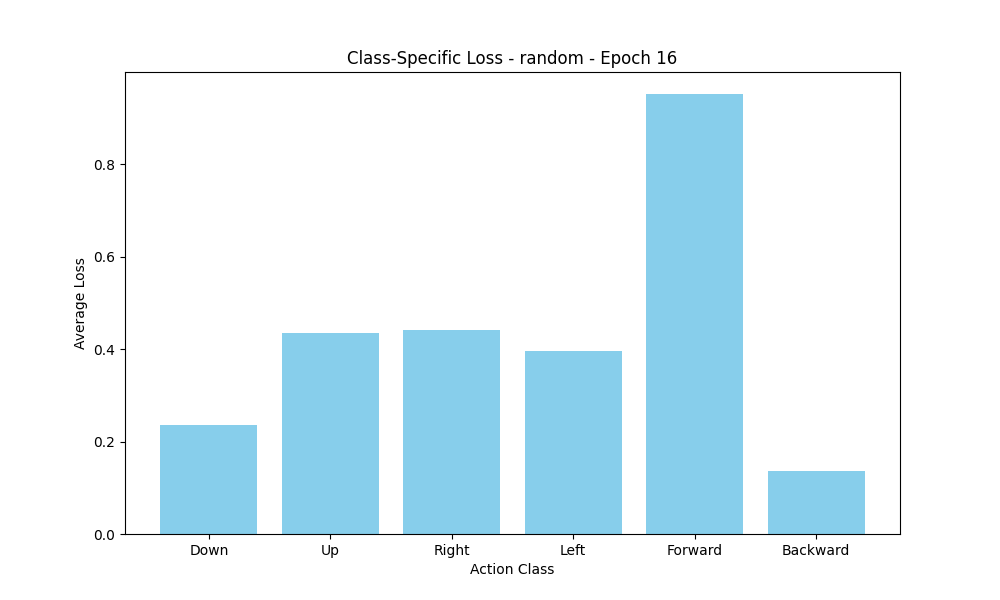 Class-Specific Loss - random - Epoch 16
Average Loss
0.8
0.6
0.4
0.2
0.0
Down Up Right Left Forward Backward
Action Class